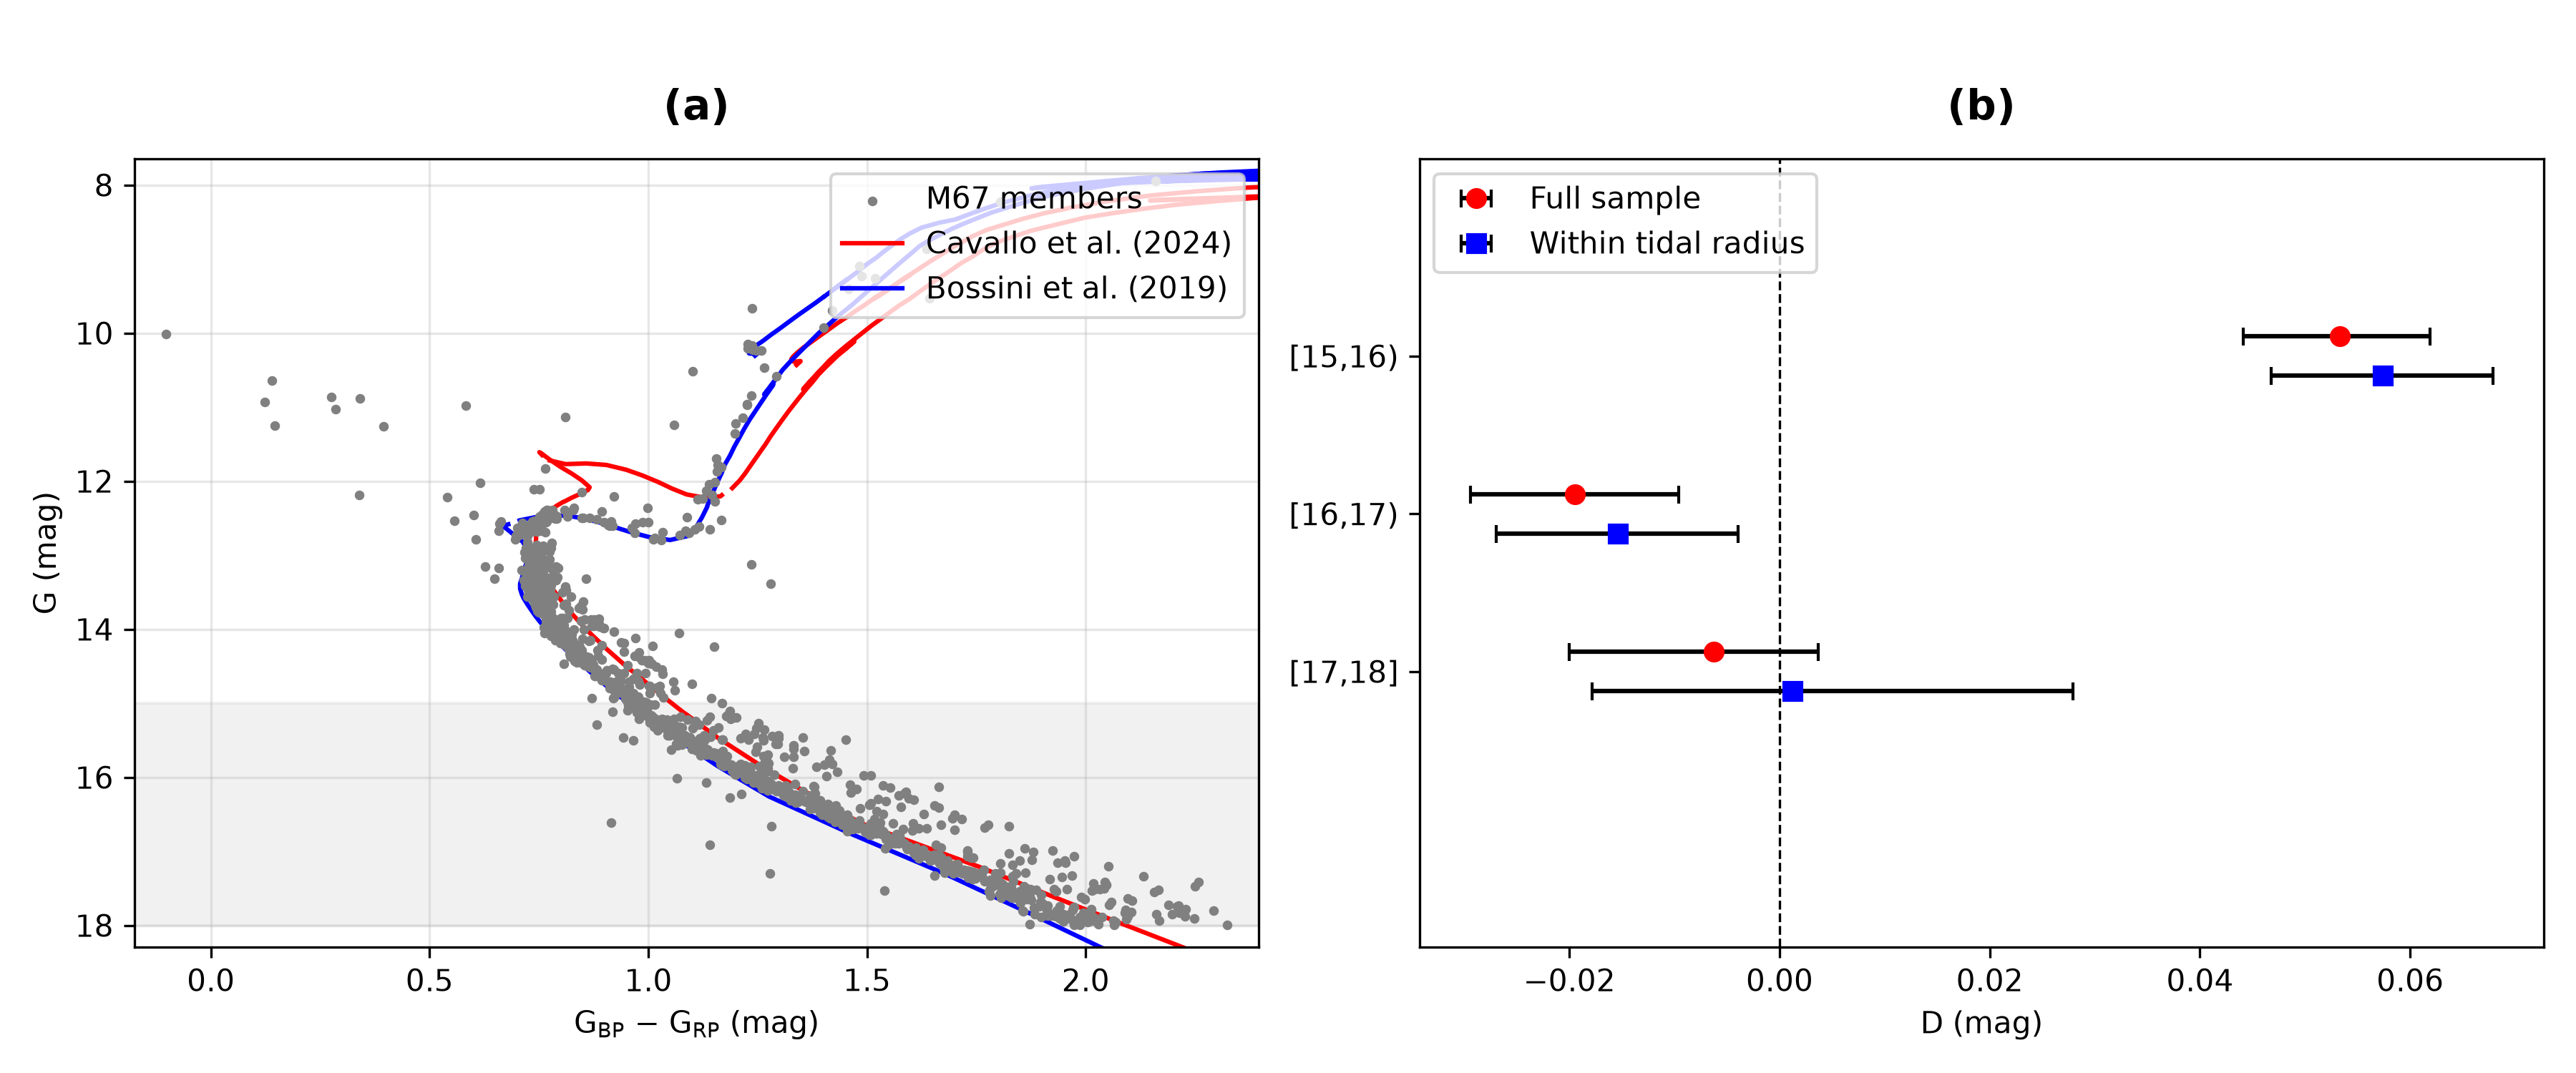 (a)
M67 members
Cavallo et al. (2024)
Bossini et al. (2019)
8
10
12
14
16
18
G (mag)
0.0 0.5 1.0 1.5 2.0
G_BP − G_RP (mag)
(b)
Full sample
Within tidal radius
[15,16)
[16,17)
[17,18]
−0.02 0.00 0.02 0.04 0.06
D (mag)